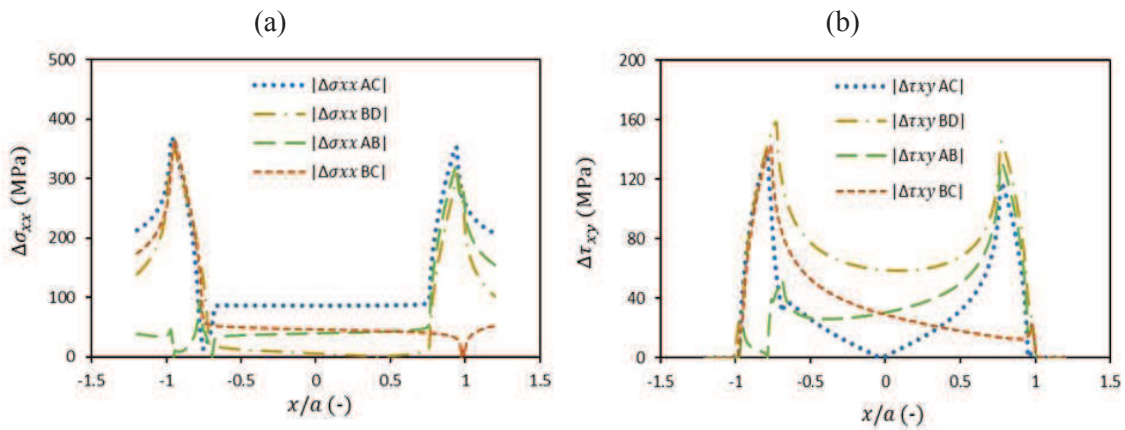 (a)
500
400
300
200
100
0
-1.5
-1
-0.5
0
0.5
1
1.5
Δσxx (MPa)
x/a (-)
|Δσxx AC|
|Δσxx BD|
|Δσxx AB|
|Δσxx BC|
(b)
200
160
120
80
40
0
-1.5
-1
-0.5
0
0.5
1
1.5
Δτxy (MPa)
x/a (-)
|Δτxy AC|
|Δτxy BD|
|Δτxy AB|
|Δτxy BC|